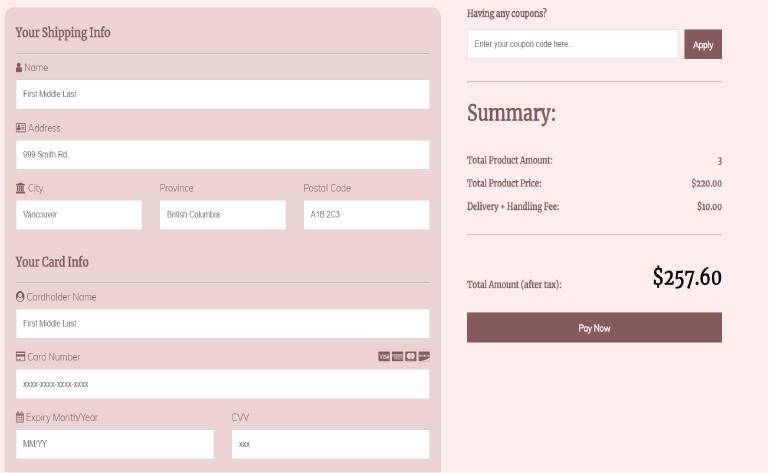 Your Shipping Info
Name
First Middle Last
Address
999 Smith Rd
City Province Postal Code
Vancouver British Columbia A1B 2C3
Your Card Info
Cardholder Name
First Middle Last
Card Number VISA
xxxx-xxxx-xxxx-xxxx
Expiry Month/Year CVV
MM/YY xxx
Having any coupons?
Enter your coupon code here... Apply
Summary:
Total Product Amount: 3
Total Product Price: $220.00
Delivery + Handling Fee: $10.00
Total Amount (after tax): $257.60
Pay Now